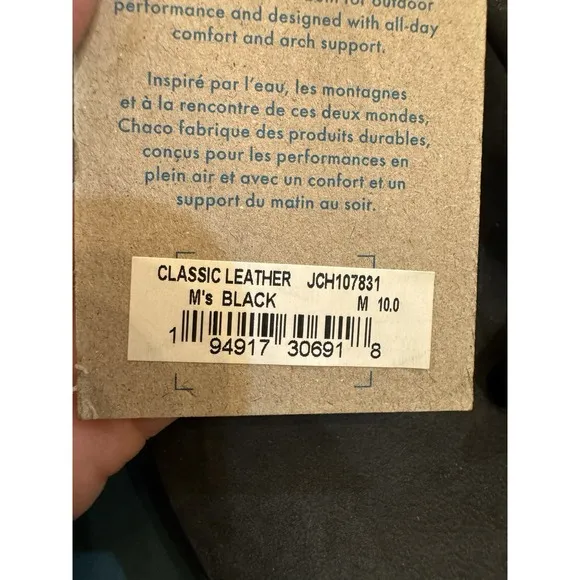 for outdoor
performance and designed with all-day
comfort and arch support.
Inspiré par l'eau, les montagnes
et à la rencontre de ces deux mondes,
Chaco fabrique des produits durables,
conçus pour les performances en
plein air et avec un confort et un
support du matin au soir.
CLASSIC LEATHER JCH107831
M's BLACK M 10.0
1 94917 30691 8